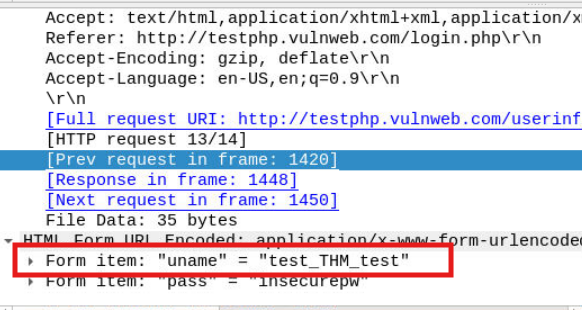 Accept: text/html,application/xhtml+xml,application/x
Referer: http://testphp.vulnweb.com/login.php\r\n
Accept-Encoding: gzip, deflate\r\n
Accept-Language: en-US,en;q=0.9\r\n
\r\n
[Full request URI: http://testphp.vulnweb.com/userinf
[HTTP request 13/14]
[Prev request in frame: 1420]
[Response in frame: 1448]
[Next request in frame: 1450]
File Data: 35 bytes
HTML Form URL Encoded: application/x-www-form-urlencoded
Form item: "uname" = "test_THM_test"
Form item: "pass" = "insecurepw"